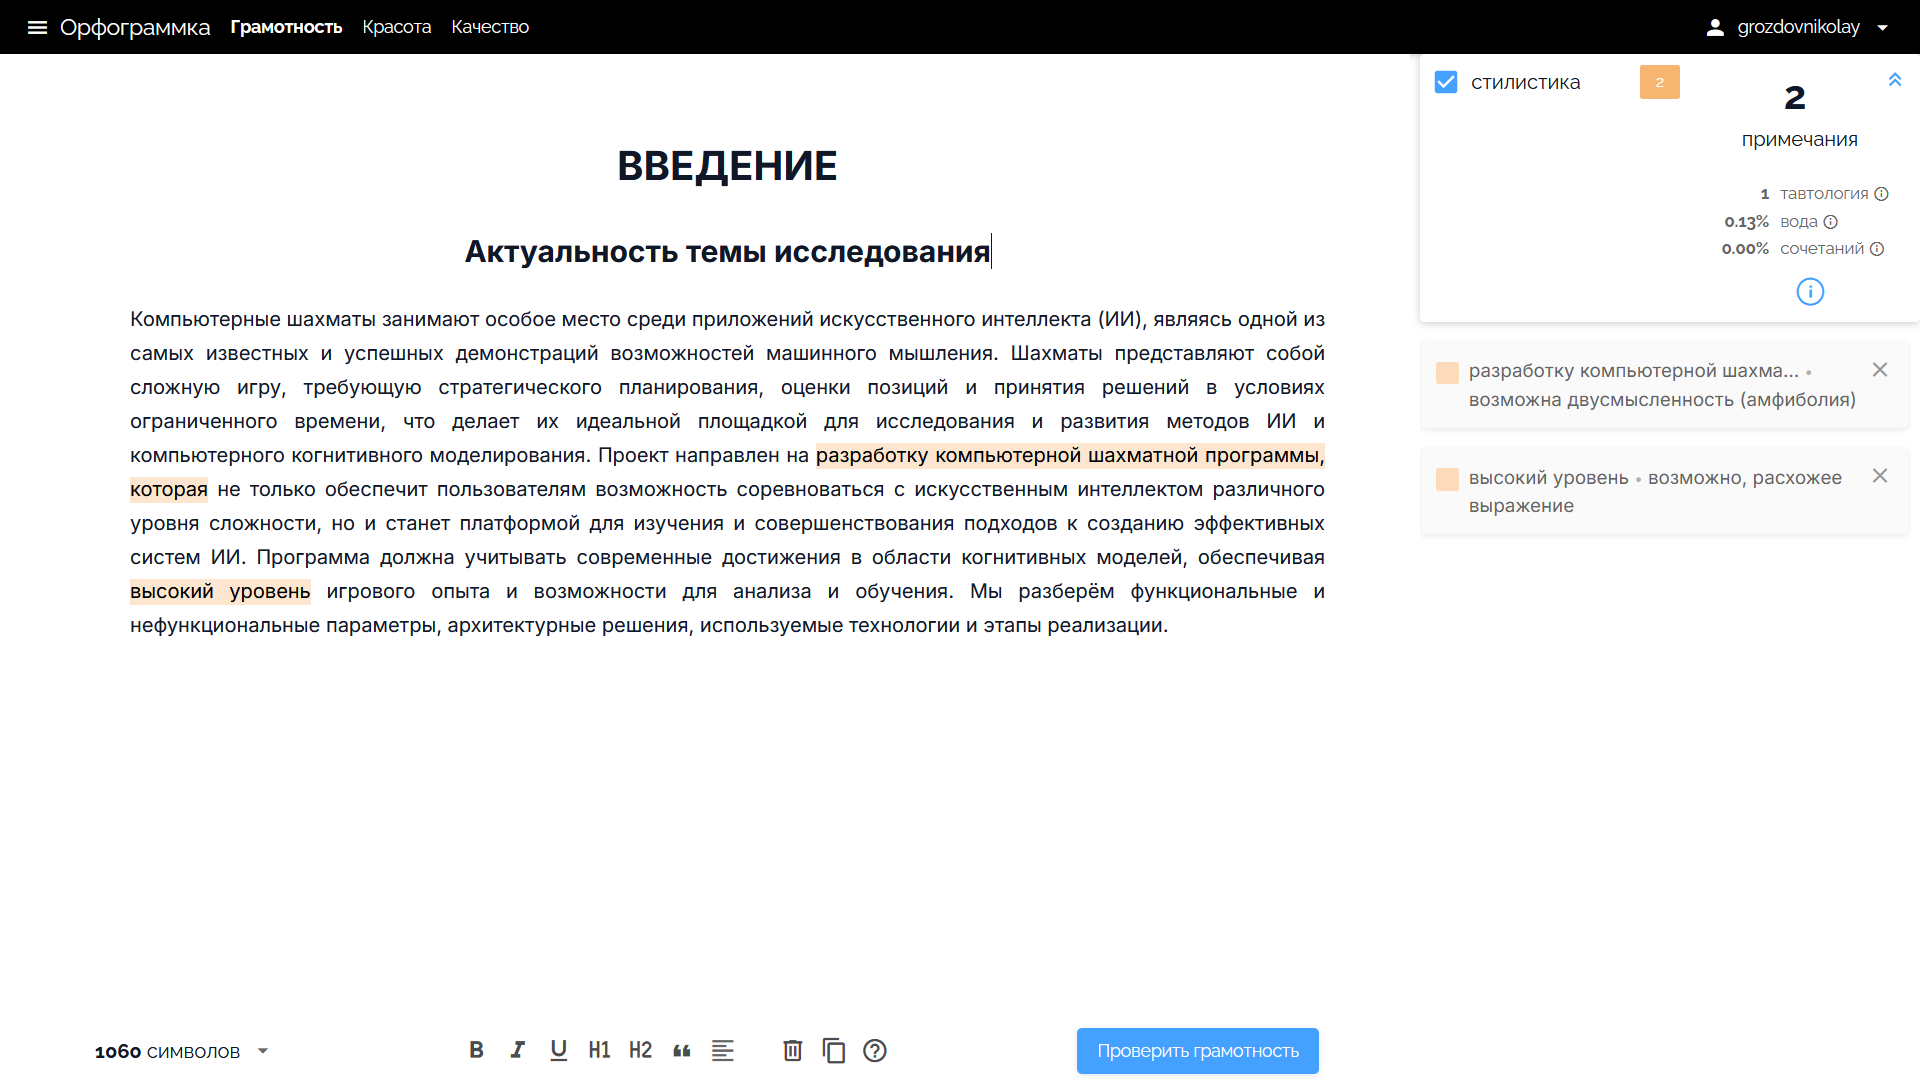 Орфограммка Грамотность Красота Качество grozdovnikolay
стилистика 2
2
примечания
1 тавтология
0.13% вода
0.00% сочетаний
ВВЕДЕНИЕ
Актуальность темы исследования
Компьютерные шахматы занимают особое место среди приложений искусственного интеллекта (ИИ), являясь одной из
самых известных и успешных демонстраций возможностей машинного мышления. Шахматы представляют собой
сложную игру, требующую стратегического планирования, оценки позиций и принятия решений в условиях
ограниченного времени, что делает их идеальной площадкой для исследования и развития методов ИИ и
компьютерного когнитивного моделирования. Проект направлен на разработку компьютерной шахматной программы,
которая не только обеспечит пользователям возможность соревноваться с искусственным интеллектом различного
уровня сложности, но и станет платформой для изучения и совершенствования подходов к созданию эффективных
систем ИИ. Программа должна учитывать современные достижения в области когнитивных моделей, обеспечивая
высокий уровень игрового опыта и возможности для анализа и обучения. Мы разберём функциональные и
нефункциональные параметры, архитектурные решения, используемые технологии и этапы реализации.
разработку компьютерной шахма... •
возможна двусмысленность (амфиболия)
высокий уровень • возможно, расхожее
выражение
1060 символов B I U H1 H2 Проверить грамотность